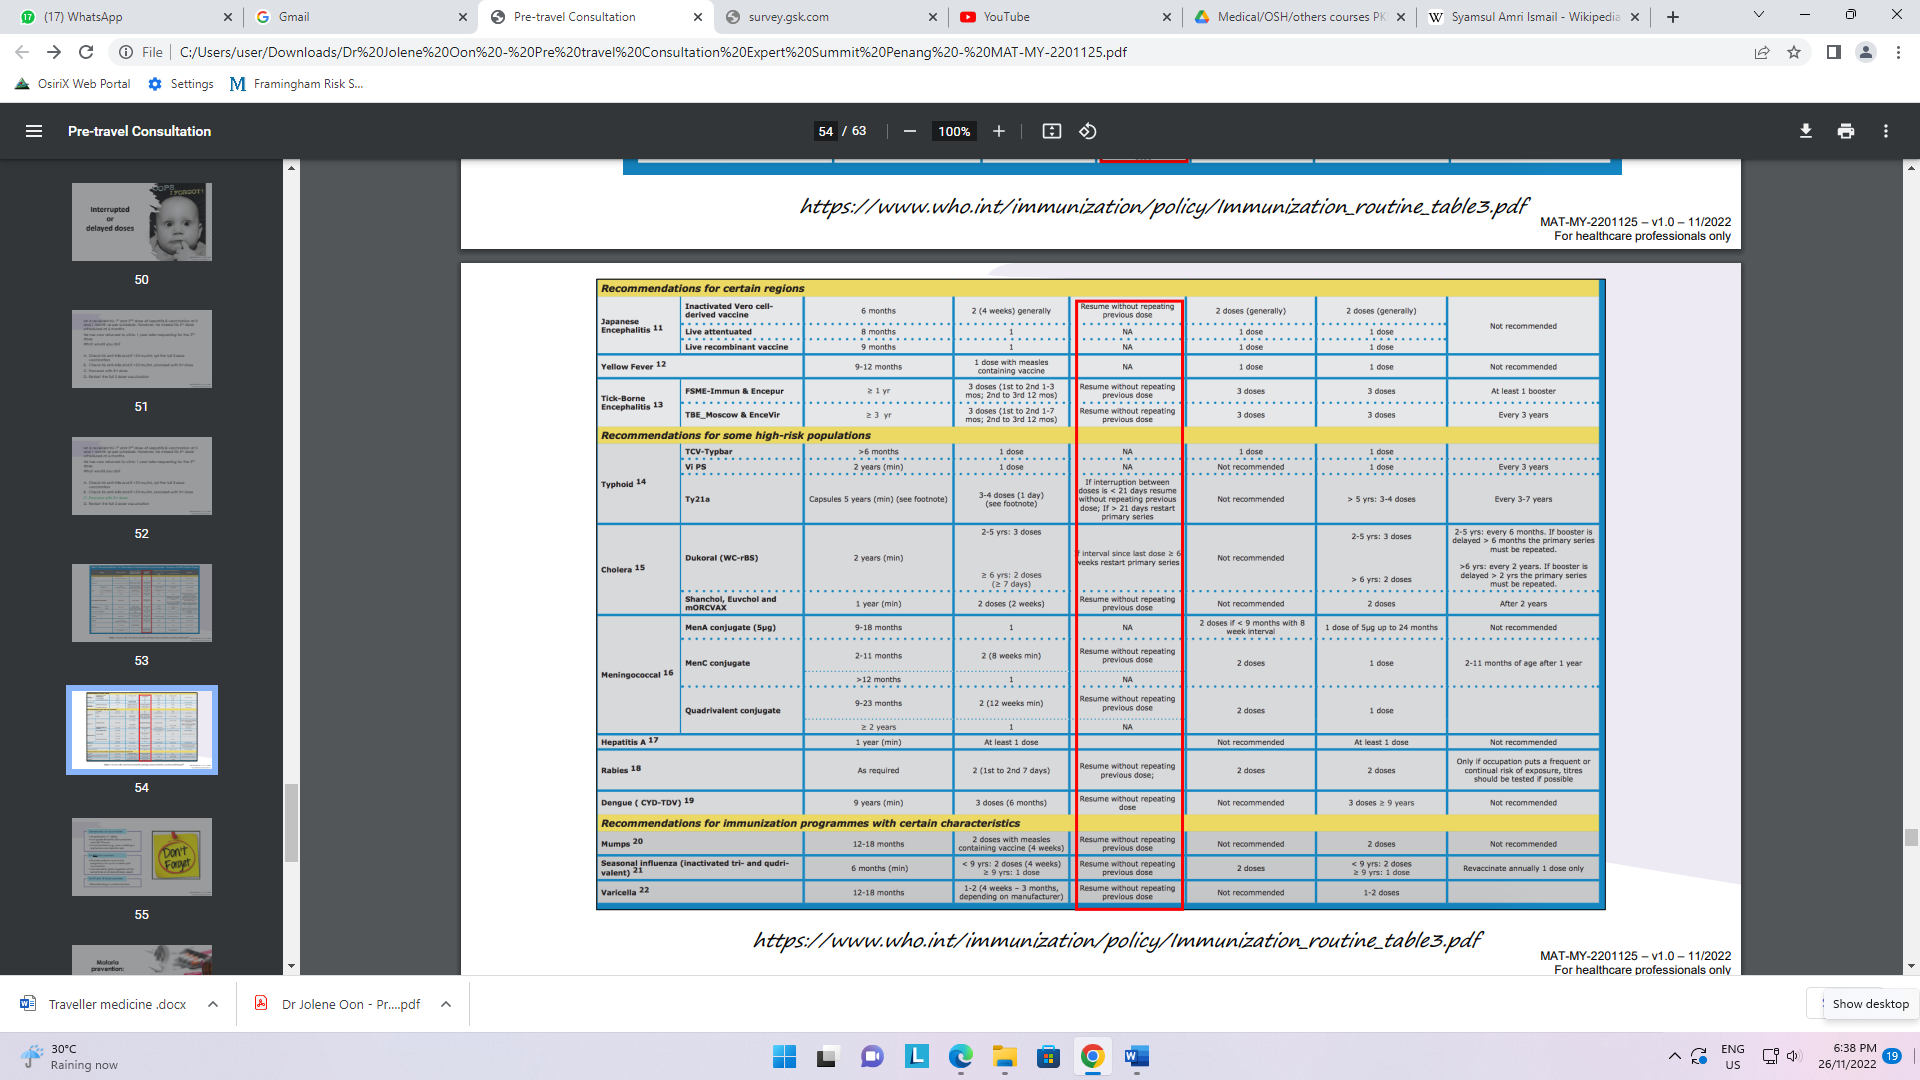 (17) WhatsApp
Gmail
Pre-travel Consultation
survey.gsk.com
YouTube
Medical/OSH/others courses PK
Syamsul Amri Ismail - Wikipedia
File
C:/Users/user/Downloads/Dr%20Jolene%20Oon%20-%20Pre%20travel%20Consultation%20Expert%20Summit%20Penang%20-%20MAT-MY-2201125.pdf
OsiriX Web Portal
Settings
Framingham Risk S...
Pre-travel Consultation
54 / 63
100%
Interrupted
or
delayed doses
50
51
52
53
54
Don't
Forget
55
Malaria
prevention:
https://www.who.int/immunization/policy/Immunization_routine_table3.pdf
MAT-MY-2201125 – v1.0 – 11/2022
For healthcare professionals only
Recommendations for certain regions
Japanese Encephalitis 11
Inactivated Vero cell-derived vaccine
6 months
2 (4 weeks) generally
Resume without repeating previous dose
2 doses (generally)
2 doses (generally)
Not recommended
Live attentuated
8 months
1
NA
1 dose
1 dose
Live recombinant vaccine
9 months
1
NA
1 dose
1 dose
Yellow Fever 12
9-12 months
1 dose with measles containing vaccine
NA
1 dose
1 dose
Not recommended
Tick-Borne Encephalitis 13
FSME-Immun & Encepur
≥ 1 yr
3 doses (1st to 2nd 1-3 mos; 2nd to 3rd 12 mos)
Resume without repeating previous dose
3 doses
3 doses
At least 1 booster
TBE_Moscow & EnceVir
≥ 3 yr
3 doses (1st to 2nd 1-7 mos; 2nd to 3rd 12 mos)
Resume without repeating previous dose
3 doses
3 doses
Every 3 years
Recommendations for some high-risk populations
Typhoid 14
TCV-Typbar
>6 months
1 dose
NA
1 dose
1 dose
Vi PS
2 years (min)
1 dose
NA
Not recommended
1 dose
Every 3 years
Ty21a
Capsules 5 years (min) (see footnote)
3-4 doses (1 day) (see footnote)
If interruption between doses is < 21 days resume without repeating previous dose; If > 21 days restart primary series
Not recommended
> 5 yrs: 3-4 doses
Every 3-7 years
Cholera 15
Dukoral (WC-rBS)
2 years (min)
2-5 yrs: 3 doses
≥ 6 yrs: 2 doses (≥ 7 days)
If interval since last dose ≥ 6 weeks restart primary series
Not recommended
2-5 yrs: 3 doses
> 6 yrs: 2 doses
2-5 yrs: every 6 months. If booster is delayed > 6 months the primary series must be repeated.
>6 yrs: every 2 years. If booster is delayed > 2 yrs the primary series must be repeated.
Shanchol, Euvchol and mORCVAX
1 year (min)
2 doses (2 weeks)
Resume without repeating previous dose
Not recommended
2 doses
After 2 years
Meningococcal 16
MenA conjugate (5µg)
9-18 months
1
NA
2 doses if < 9 months with 8 week interval
1 dose of 5µg up to 24 months
Not recommended
MenC conjugate
2-11 months
2 (8 weeks min)
Resume without repeating previous dose
2 doses
1 dose
2-11 months of age after 1 year
>12 months
1
NA
Quadrivalent conjugate
9-23 months
2 (12 weeks min)
Resume without repeating previous dose
2 doses
1 dose
≥ 2 years
1
NA
Hepatitis A 17
1 year (min)
At least 1 dose
Not recommended
At least 1 dose
Not recommended
Rabies 18
As required
2 (1st to 2nd 7 days)
Resume without repeating previous dose;
2 doses
2 doses
Only if occupation puts a frequent or continual risk of exposure, titres should be tested if possible
Dengue ( CYD-TDV) 19
9 years (min)
3 doses (6 months)
Resume without repeating dose
Not recommended
3 doses ≥ 9 years
Not recommended
Recommendations for immunization programmes with certain characteristics
Mumps 20
12-18 months
2 doses with measles containing vaccine (4 weeks)
Resume without repeating previous dose
Not recommended
2 doses
Not recommended
Seasonal influenza (inactivated tri- and qudri-valent) 21
6 months (min)
< 9 yrs: 2 doses (4 weeks)
≥ 9 yrs: 1 dose
Resume without repeating previous dose
2 doses
< 9 yrs: 2 doses
≥ 9 yrs: 1 dose
Revaccinate annually 1 dose only
Varicella 22
12-18 months
1-2 (4 weeks – 3 months, depending on manufacturer)
Resume without repeating previous dose
Not recommended
1-2 doses
https://www.who.int/immunization/policy/Immunization_routine_table3.pdf
MAT-MY-2201125 – v1.0 – 11/2022
For healthcare professionals only
Traveller medicine .docx
Dr Jolene Oon - Pr....pdf
Show desktop
30°C
Raining now
ENG
US
6:38 PM
26/11/2022
19